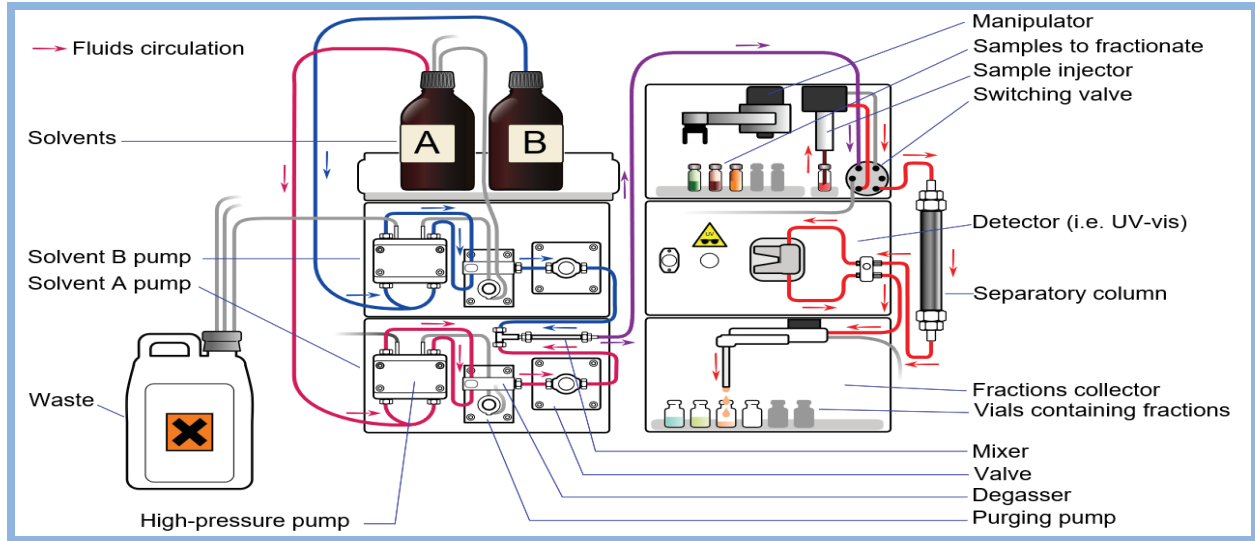 Fluids circulation
Solvents
A
B
Solvent B pump
Solvent A pump
Waste
High-pressure pump
Manipulator
Samples to fractionate
Sample injector
Switching valve
UV
Detector (i.e. UV-vis)
Separatory column
Fractions collector
Vials containing fractions
Mixer
Valve
Degasser
Purging pump